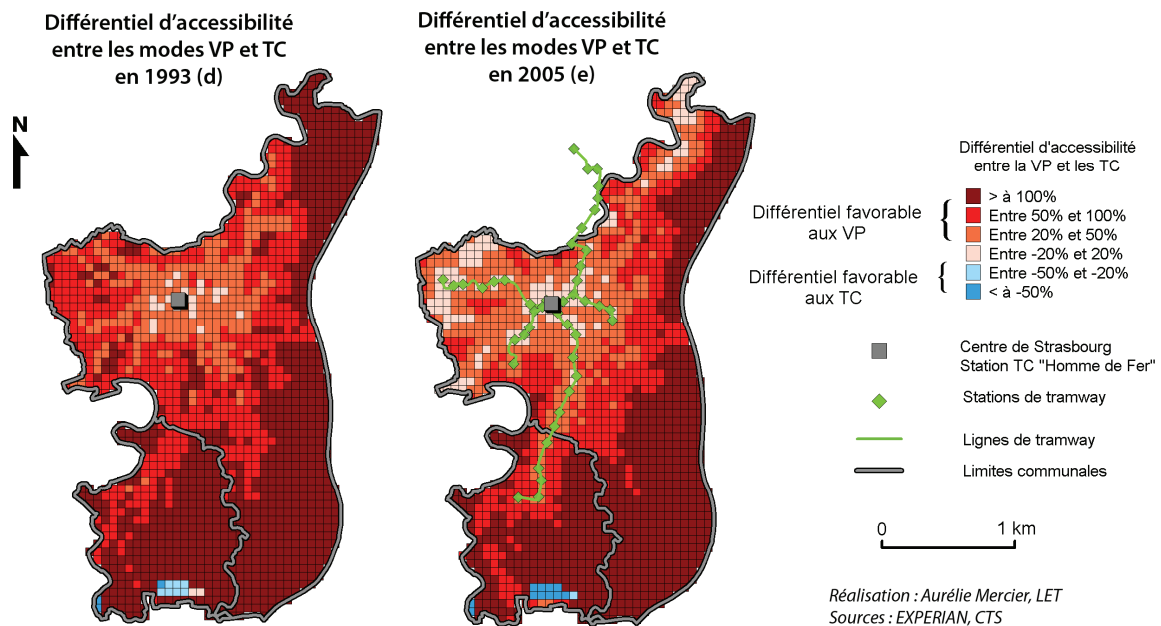 Différentiel d'accessibilité
entre les modes VP et TC
en 1993 (d)
Différentiel d'accessibilité
entre les modes VP et TC
en 2005 (e)
N
Différentiel d'accessibilité
entre la VP et les TC
Différentiel favorable
aux VP
> à 100%
Entre 50% et 100%
Entre 20% et 50%
Entre -20% et 20%
Différentiel favorable
aux TC
Entre -50% et -20%
< à -50%
Centre de Strasbourg
Station TC "Homme de Fer"
Stations de tramway
Lignes de tramway
Limites communales
0 1 km
Réalisation : Aurélie Mercier, LET
Sources : EXPERIAN, CTS